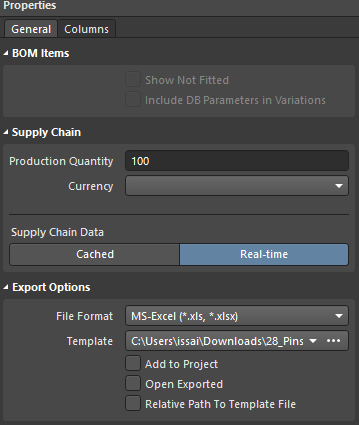 Properties
General
Columns
BOM Items
Show Not Fitted
Include DB Parameters in Variations
Supply Chain
Production Quantity 100
Currency
Supply Chain Data
Cached Real-time
Export Options
File Format MS-Excel (*.xls, *.xlsx)
Template C:\Users\issai\Downloads\28_Pins
Add to Project
Open Exported
Relative Path To Template File